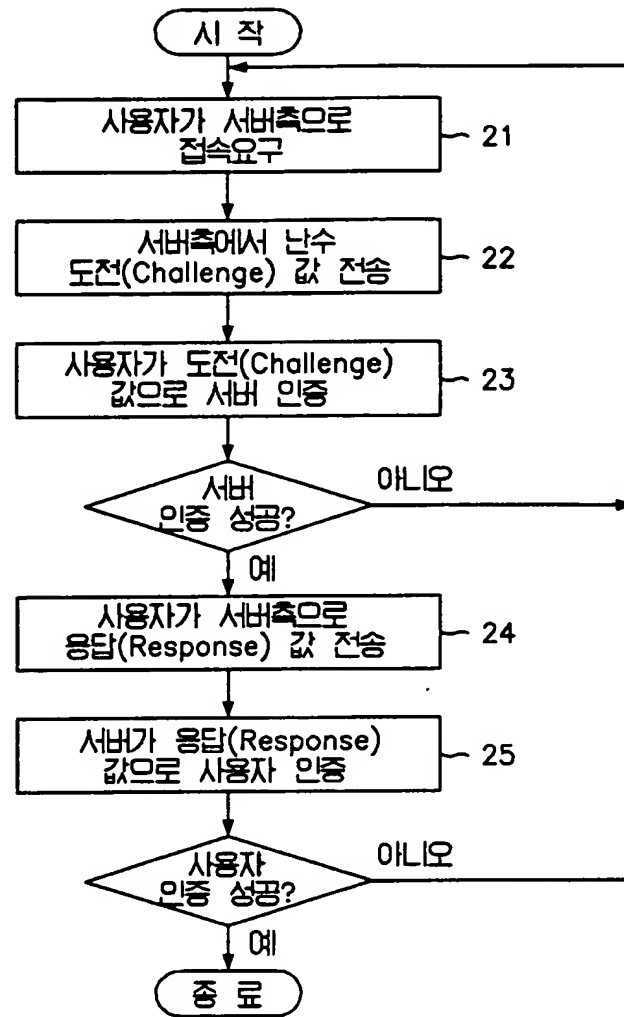 시 작
사용자가 서버측으로
접속요구
21
서버측에서 난수
도전(Challenge) 값 전송
22
사용자가 도전(Challenge)
값으로 서버 인증
23
서버
인증 성공?
아니오
예
사용자가 서버측으로
응답(Response) 값 전송
24
서버가 응답(Response)
값으로 사용자 인증
25
사용자
인증 성공?
아니오
예
종 료